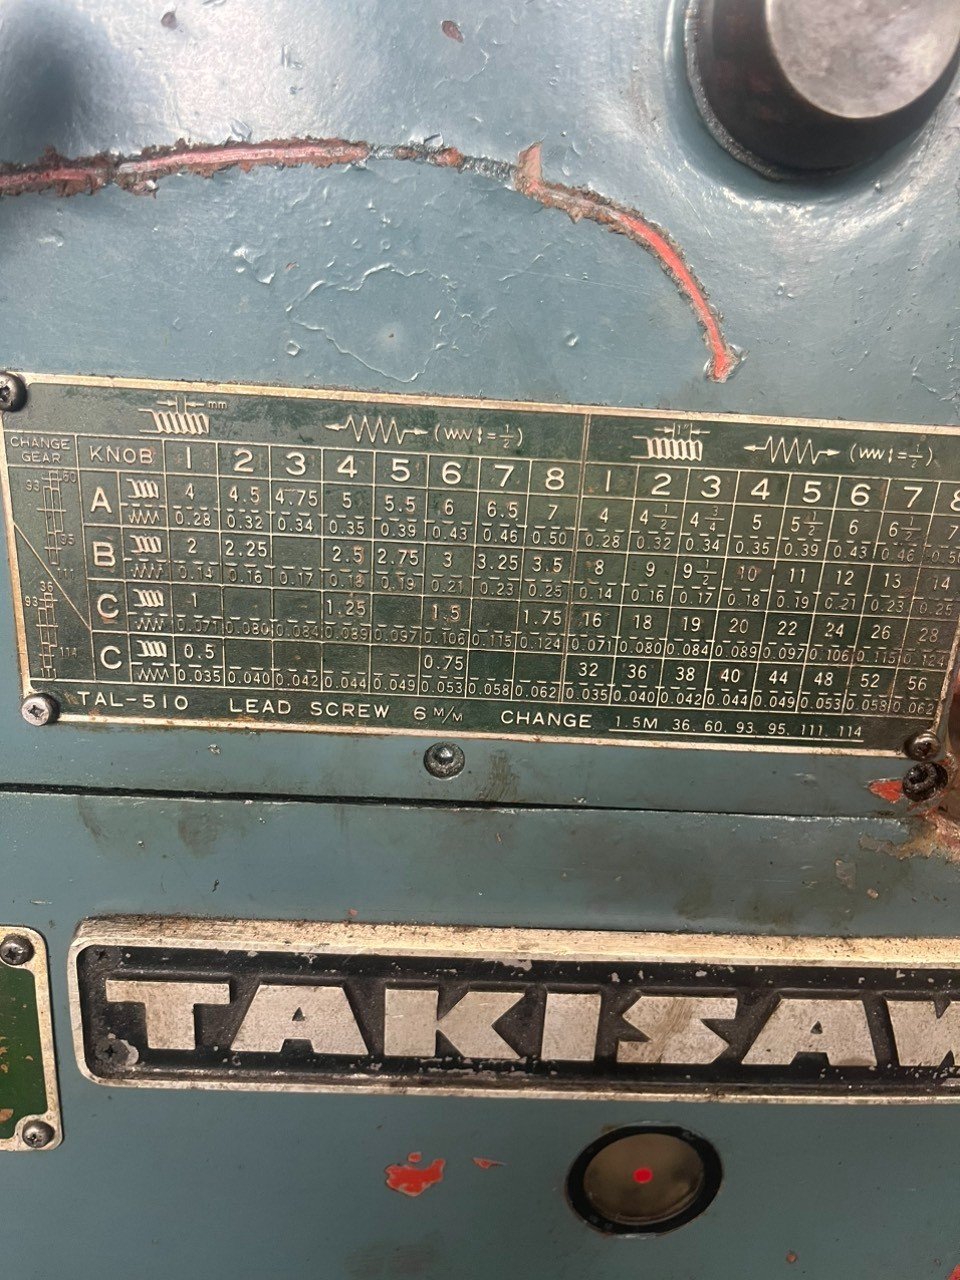 mm (WW↕=1/2) 1" (WW↕=1/2)
CHANGE GEAR KNOB 1 2 3 4 5 6 7 8 1 2 3 4 5 6 7 8
A 4 4.5 4.75 5 5.5 6 6.5 7 4 4 1/2 4 3/4 5 5 1/2 6 6 1/2 7
0.28 0.32 0.34 0.35 0.39 0.43 0.46 0.50 0.28 0.32 0.34 0.35 0.39 0.43 0.46
B 2 2.25 2.5 2.75 3 3.25 3.5 8 9 9 1/2 10 11 12 13 14
0.14 0.16 0.17 0.18 0.19 0.21 0.23 0.25 0.14 0.16 0.17 0.18 0.19 0.21 0.23 0.25
C 1 1.25 1.5 1.75 16 18 19 20 22 24 26 28
0.071 0.080 0.084 0.089 0.097 0.106 0.115 0.124 0.071 0.080 0.084 0.089 0.097 0.106 0.115 0.124
C 0.5 0.75 32 36 38 40 44 48 52 56
0.035 0.040 0.042 0.044 0.049 0.053 0.058 0.062 0.035 0.040 0.042 0.044 0.049 0.053 0.058 0.062
93 60
95
111
36
93
114
111
TAL-510 LEAD SCREW 6 M/M CHANGE 1.5M. 36. 60. 93. 95. 111. 114
TAKISAW